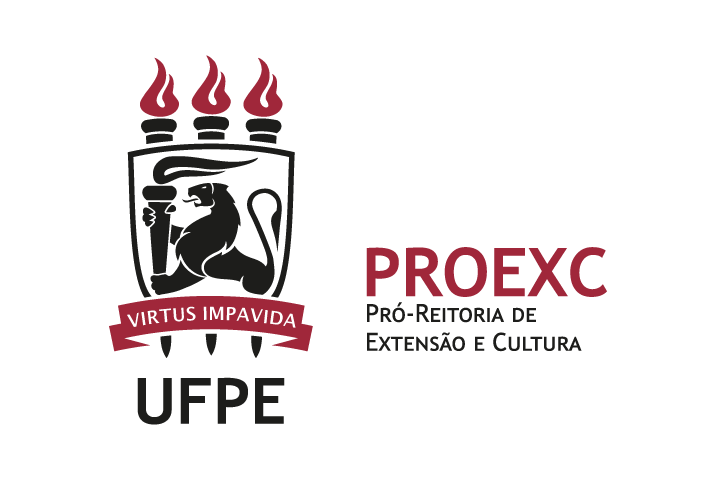 VIRTUS IMPAVIDA
UFPE
PROEXC
PRÓ-REITORIA DE
EXTENSÃO E CULTURA